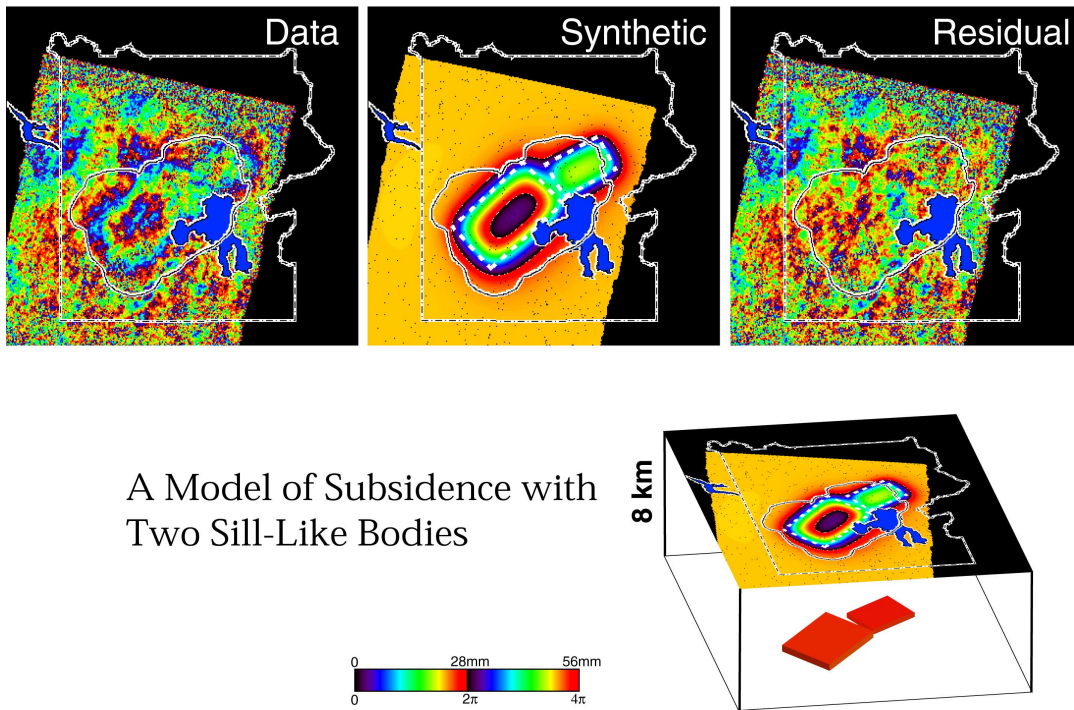 Data
Synthetic
Residual
A Model of Subsidence with
Two Sill-Like Bodies
8 km
0 28mm 56mm
0 2π 4π